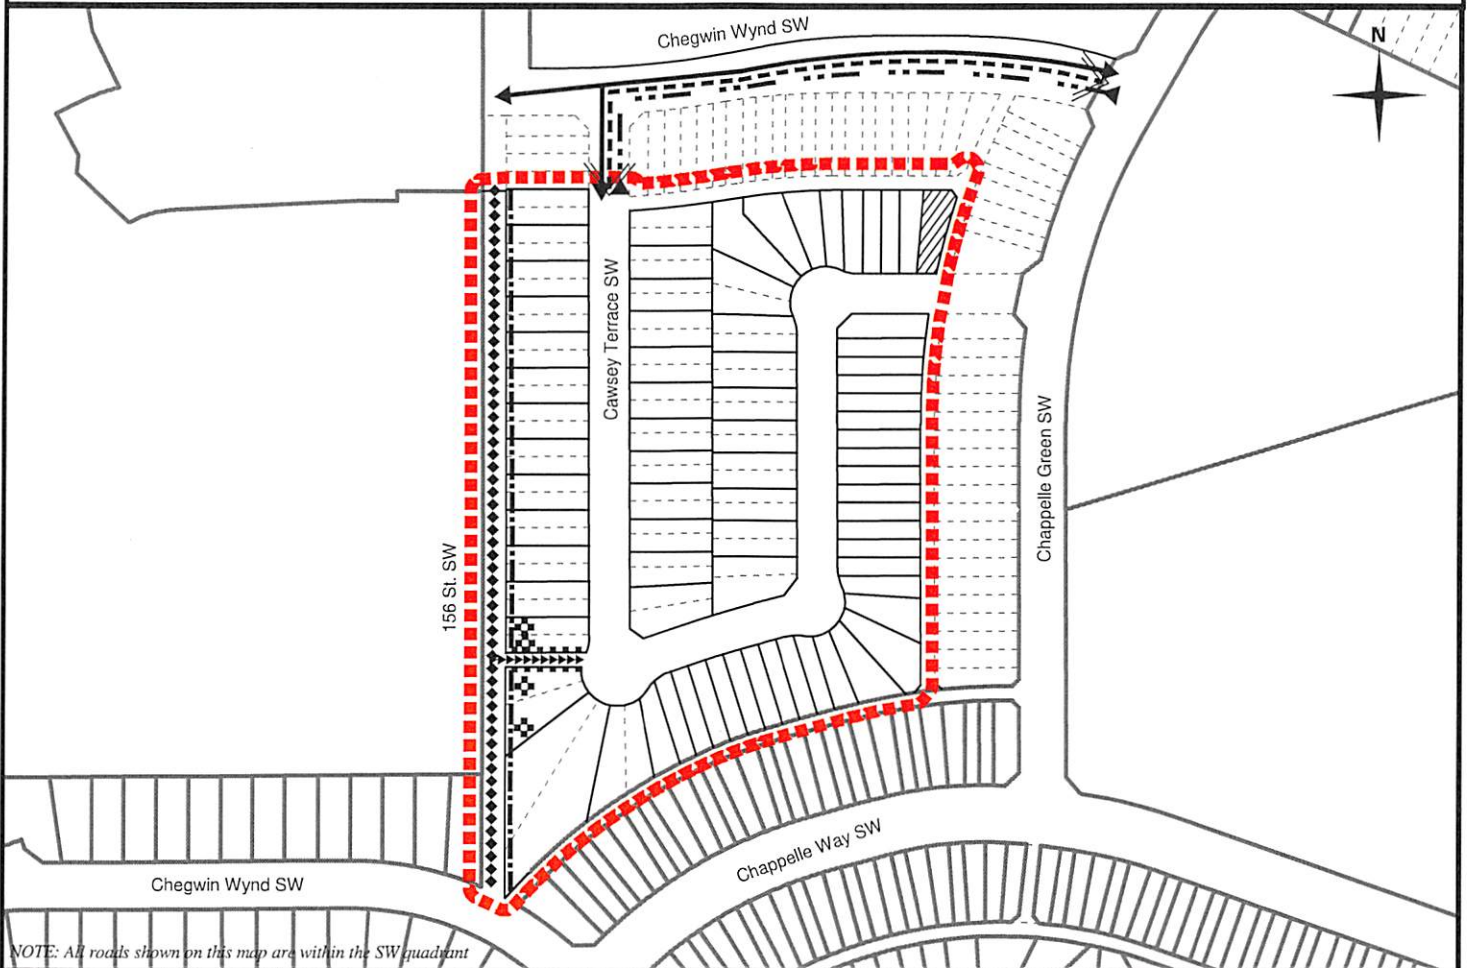 Chegwin Wynd SW
N
Cawsey Terrace SW
Chappelle Green SW
156 St. SW
Chappelle Way SW
Chegwin Wynd SW
NOTE: All roads shown on this map are within the SW quadrant